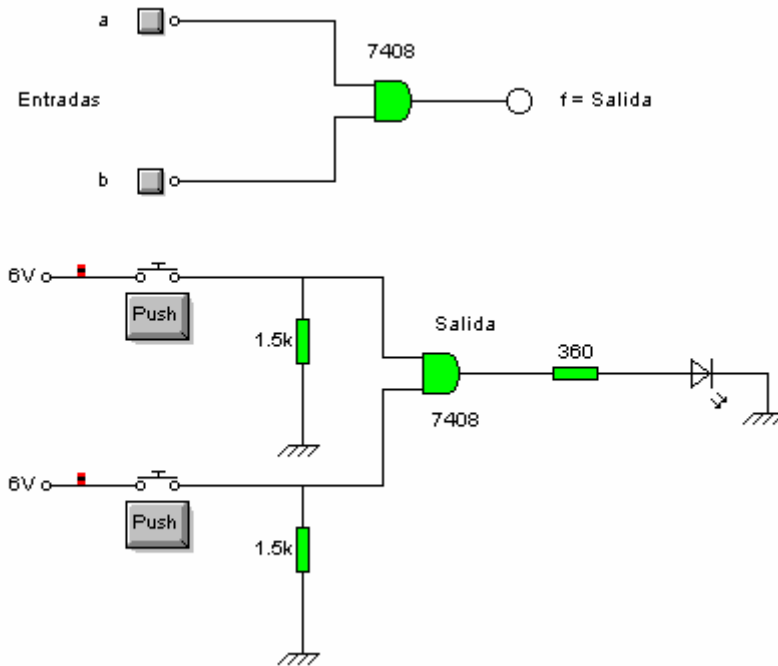 a
7408
Entradas
f = Salida
b
6V
Push
1.5k
Salida
360
7408
6V
Push
1.5k